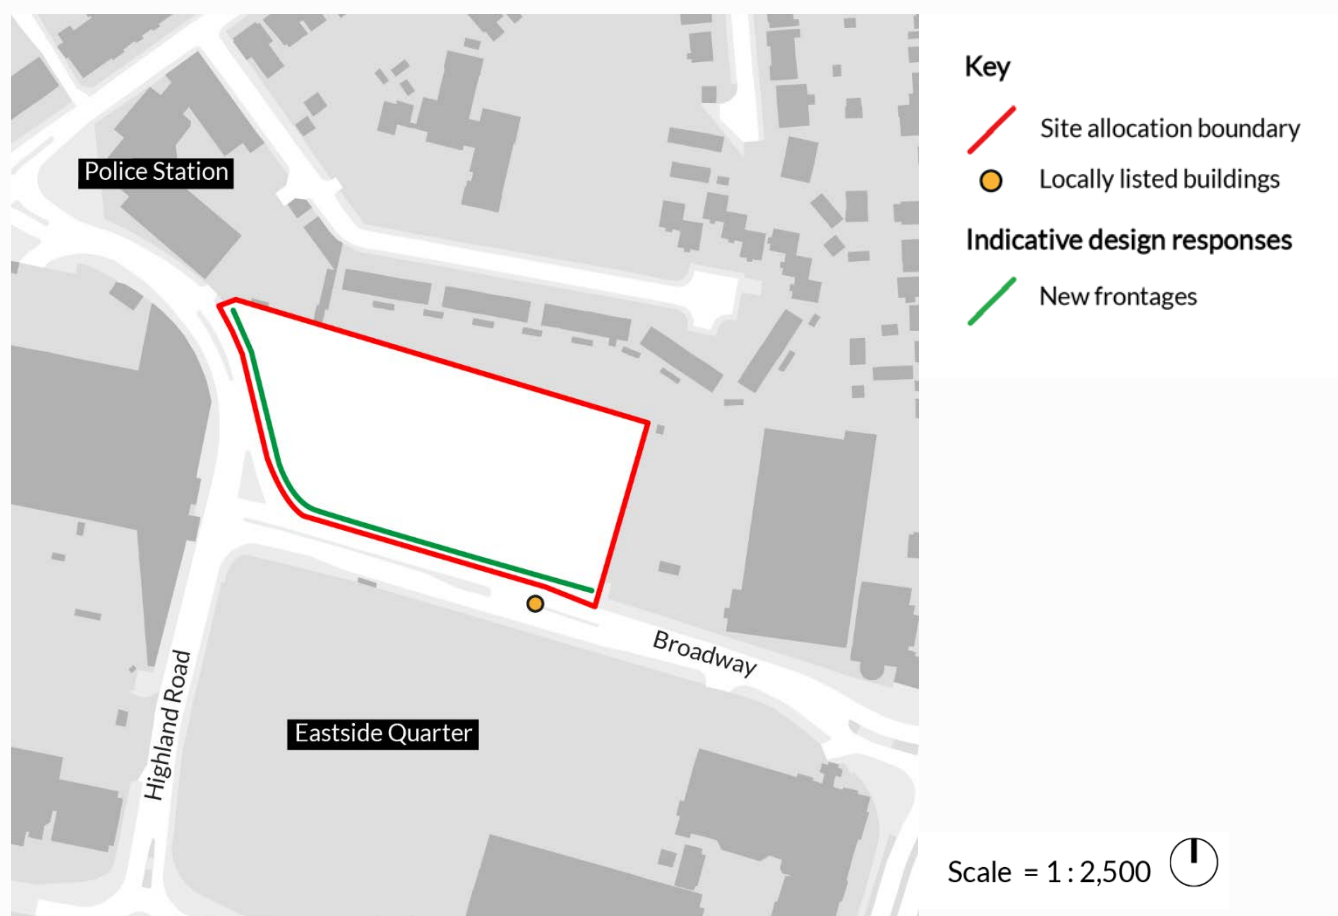 Police Station
Eastside Quarter
Highland Road
Broadway
Key
Site allocation boundary
Locally listed buildings
Indicative design responses
New frontages
Scale = 1 : 2,500